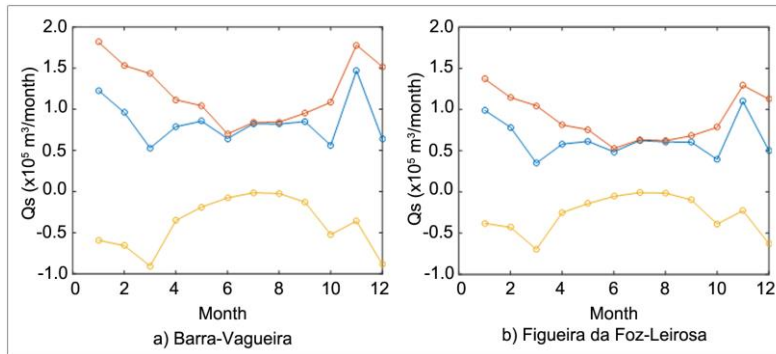 2.0
1.5
1.0
0.5
0.0
-0.5
-1.0
Qs (x10⁵ m³/month)
0 2 4 6 8 10 12
Month
a) Barra-Vagueira
2.0
1.5
1.0
0.5
0.0
-0.5
-1.0
Qs (x10⁵ m³/month)
0 2 4 6 8 10 12
Month
b) Figueira da Foz-Leirosa